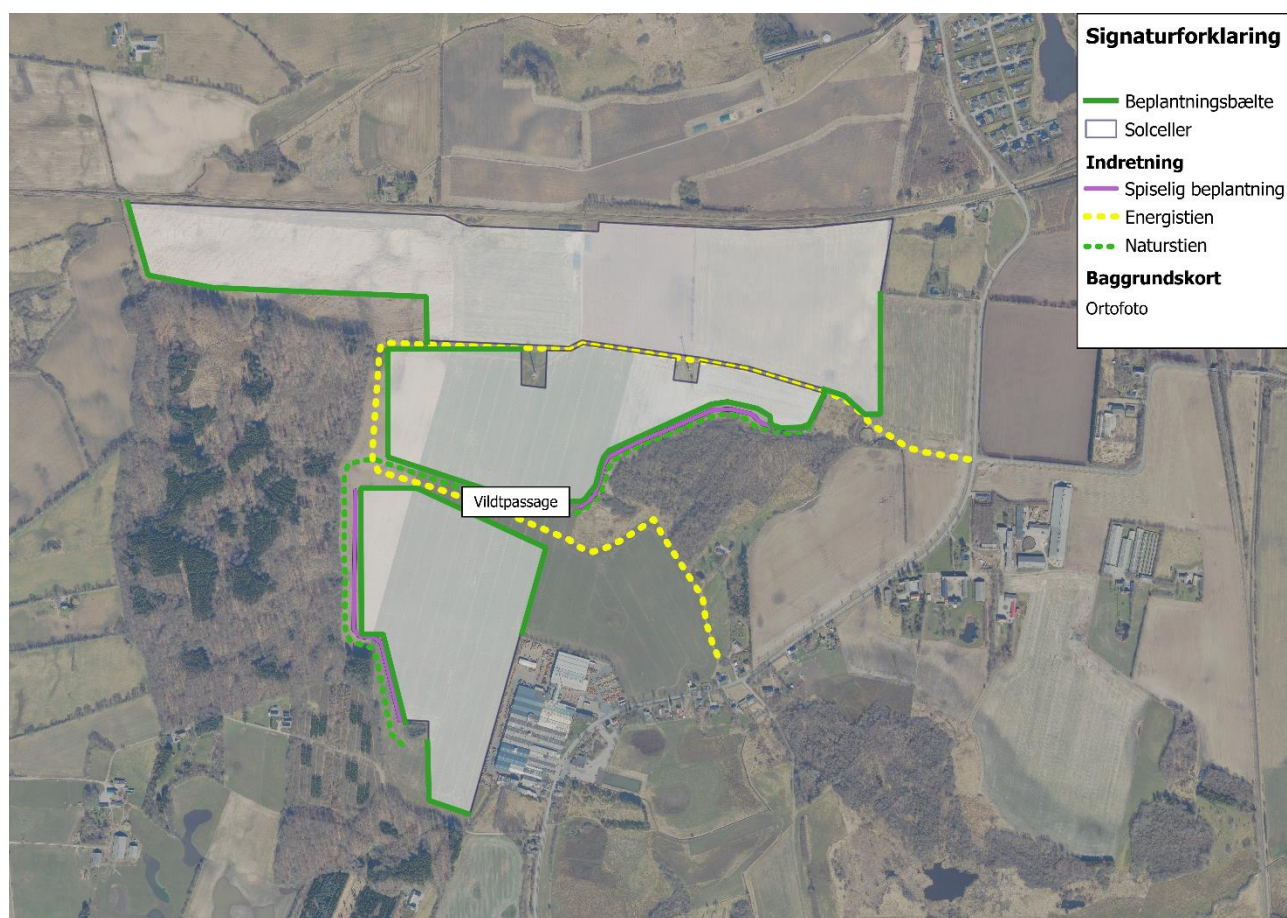 Signaturforklaring
Beplantningsbælte
Solceller
Indretning
Spiselig beplantning
Energistien
Naturstien
Baggrundskort
Ortofoto
Vildtpassage